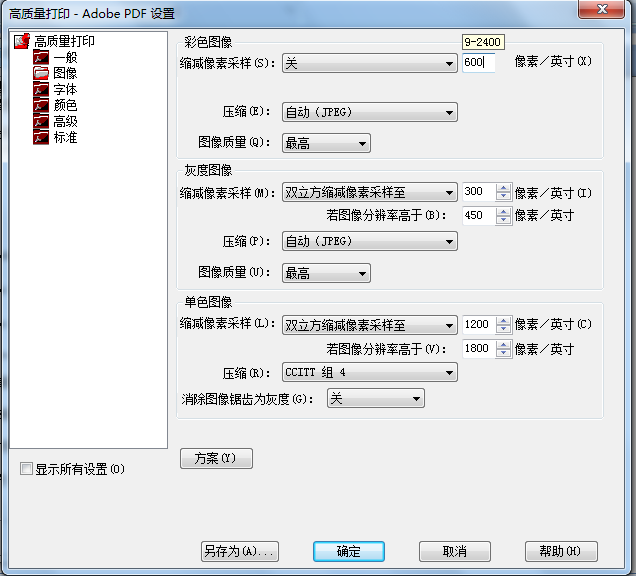 高质量打印 - Adobe PDF 设置
高质量打印
一般
图像
字体
颜色
高级
标准
显示所有设置(O)
彩色图像
9-2400
缩减像素采样(S): 关 600 像素/英寸(X)
压缩(E): 自动 (JPEG)
图像质量(Q): 最高
灰度图像
缩减像素采样(M): 双立方缩减像素采样至 300 像素/英寸(I)
若图像分辨率高于(B): 450 像素/英寸
压缩(P): 自动 (JPEG)
图像质量(U): 最高
单色图像
缩减像素采样(L): 双立方缩减像素采样至 1200 像素/英寸(C)
若图像分辨率高于(V): 1800 像素/英寸
压缩(R): CCITT 组 4
消除图像锯齿为灰度(G): 关
方案(Y)
另存为(A)... 确定 取消 帮助(H)